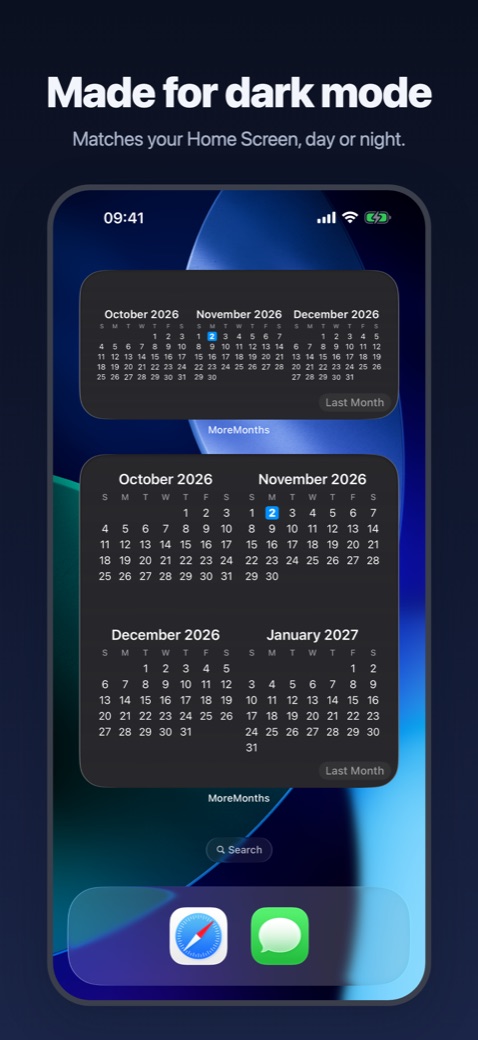 Made for dark mode
Matches your Home Screen, day or night.
09:41
October 2026 November 2026 December 2026
S M T W T F S S M T W T F S S M T W T F S
1 2 3 1 2 3 4 5 6 7 1 2 3 4 5
4 5 6 7 8 9 10 8 9 10 11 12 13 14 6 7 8 9 10 11 12
11 12 13 14 15 16 17 15 16 17 18 19 20 21 13 14 15 16 17 18 19
18 19 20 21 22 23 24 22 23 24 25 26 27 28 20 21 22 23 24 25 26
25 26 27 28 29 30 31 29 30 27 28 29 30 31
Last Month
MoreMonths
October 2026 November 2026
S M T W T F S S M T W T F S
1 2 3 1 2 3 4 5 6 7
4 5 6 7 8 9 10 8 9 10 11 12 13 14
11 12 13 14 15 16 17 15 16 17 18 19 20 21
18 19 20 21 22 23 24 22 23 24 25 26 27 28
25 26 27 28 29 30 31 29 30
December 2026 January 2027
S M T W T F S S M T W T F S
1 2 3 4 5 1 2
6 7 8 9 10 11 12 3 4 5 6 7 8 9
13 14 15 16 17 18 19 10 11 12 13 14 15 16
20 21 22 23 24 25 26 17 18 19 20 21 22 23
27 28 29 30 31 24 25 26 27 28 29 30
31
Last Month
MoreMonths
Search